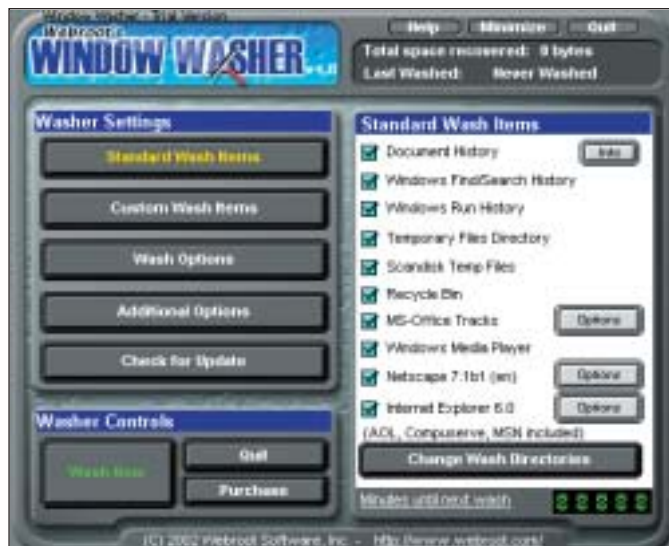 Window Washer - Trial Version
Webroot's
WINDOW WASHER
Help
Minimize
Quit
Total space recovered: 0 bytes
Last Washed: Never Washed
Washer Settings
Standard Wash Items
Custom Wash Items
Wash Options
Additional Options
Check for Update
Washer Controls
Wash Now
Quit
Purchase
Standard Wash Items
Document History
Info
Windows Find/Search History
Windows Run History
Temporary Files Directory
Scandisk Temp Files
Recycle Bin
MS-Office Tracks
Options
Windows Media Player
Netscape 7.1b1 (en)
Options
Internet Explorer 6.0
Options
(AOL, Compuserve, MSN included)
Change Wash Directories
Minutes until next wash
(C) 2002 Webroot Software, Inc. - http://www.webroot.com/